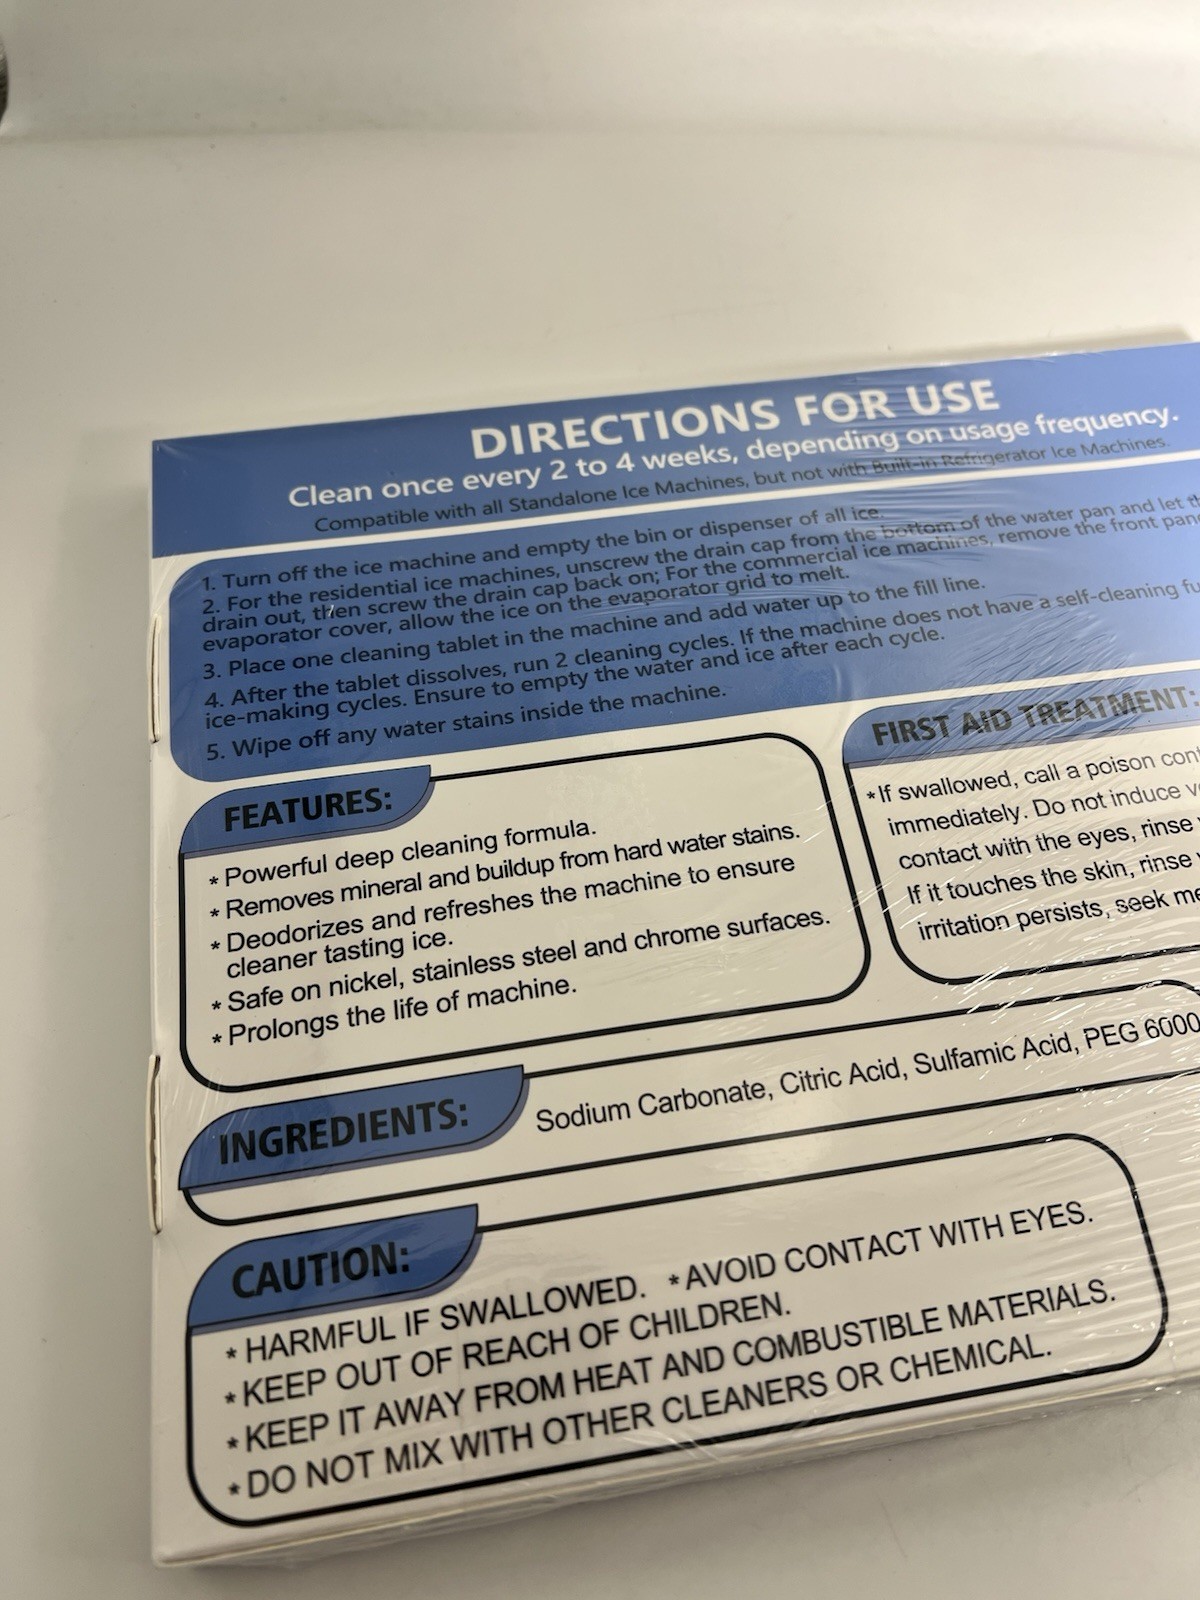 DIRECTIONS FOR USE
Clean once every 2 to 4 weeks, depending on usage frequency.
Compatible with all Standalone Ice Machines, but not with Built-in Refrigerator Ice Machines.
1. Turn off the ice machine and empty the bin or dispenser of all ice.
2. For the residential ice machines, unscrew the drain cap from the bottom of the water pan and let
drain out, then screw the drain cap back on; For the commercial ice machines, remove the front
evaporator cover, allow the ice on the evaporator grid to melt.
3. Place one cleaning tablet in the machine and add water up to the fill line.
4. After the tablet dissolves, run 2 cleaning cycles. If the machine does not have a self-cleaning
ice-making cycles. Ensure to empty the water and ice after each cycle.
5. Wipe off any water stains inside the machine.
FEATURES:
* Powerful deep cleaning formula.
* Removes mineral and buildup from hard water stains.
* Deodorizes and refreshes the machine to ensure
cleaner tasting ice.
* Safe on nickel, stainless steel and chrome surfaces.
* Prolongs the life of machine.
FIRST AID TREATMENT:
*If swallowed, call a poison
immediately. Do not induce
contact with the eyes, rinse
If it touches the skin, rinse
irritation persists, seek
INGREDIENTS:
Sodium Carbonate, Citric Acid, Sulfamic Acid, PEG 6000
CAUTION:
* HARMFUL IF SWALLOWED. * AVOID CONTACT WITH EYES.
* KEEP OUT OF REACH OF CHILDREN.
* KEEP IT AWAY FROM HEAT AND COMBUSTIBLE MATERIALS.
* DO NOT MIX WITH OTHER CLEANERS OR CHEMICAL.